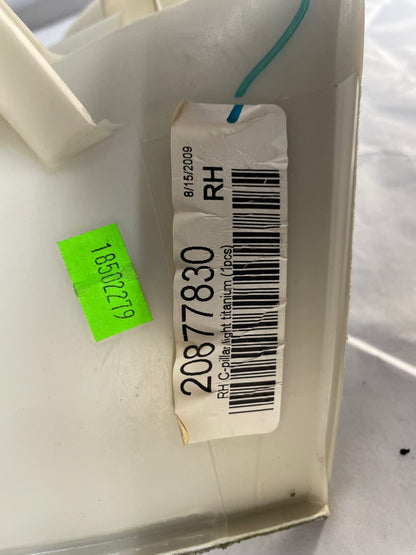 8/15/2009
RH
20877830
RH C-pillar light titanium (1pcs)
18502279